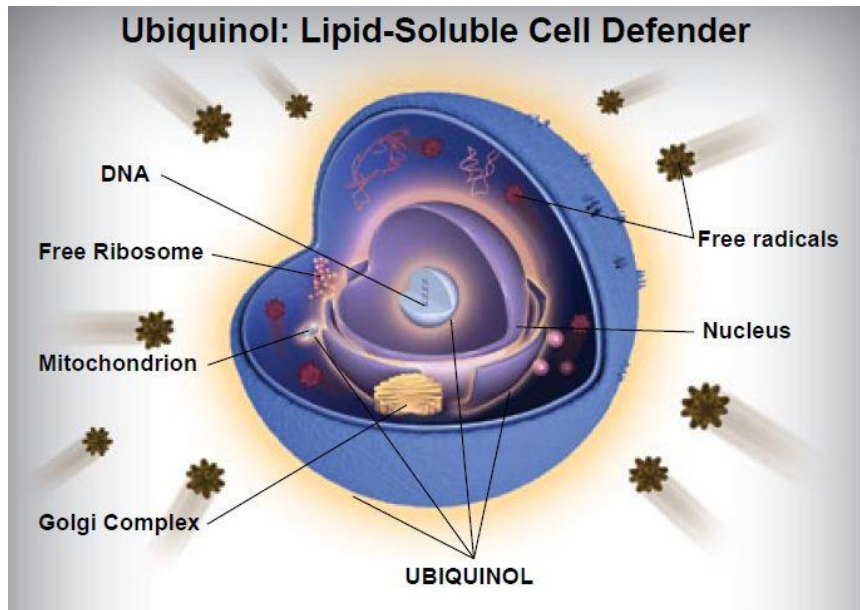 Ubiquinol: Lipid-Soluble Cell Defender
DNA
Free Ribosome
Free radicals
Mitochondrion
Nucleus
Golgi Complex
UBIQUINOL